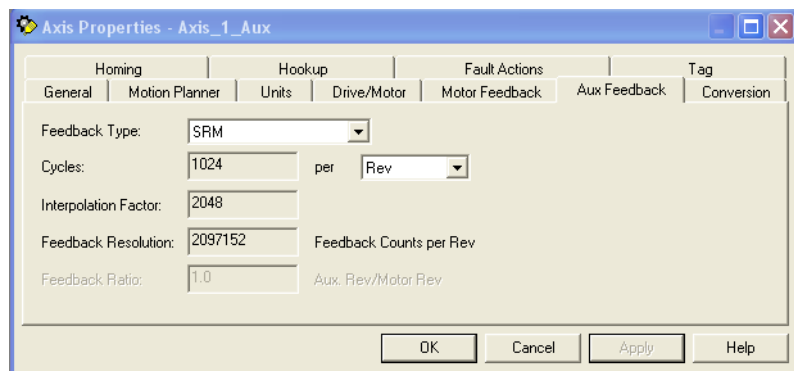 Axis Properties - Axis_1_Aux
Homing Hookup Fault Actions Tag
General Motion Planner Units Drive/Motor Motor Feedback Aux Feedback Conversion
Feedback Type: SRM
Cycles: 1024 per Rev
Interpolation Factor: 2048
Feedback Resolution: 2097152 Feedback Counts per Rev
Feedback Ratio: 1.0 Aux. Rev/Motor Rev
OK Cancel Apply Help